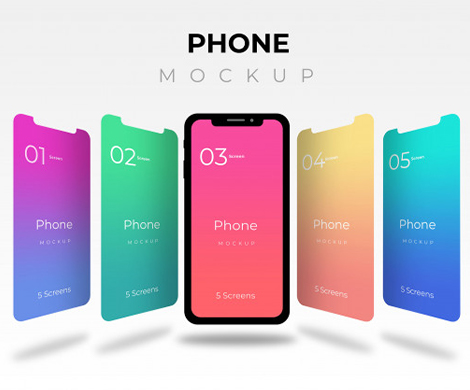 PHONE
MOCKUP
01 Screen
Phone
MOCKUP
5 Screens
02 Screen
Phone
MOCKUP
5 Screens
03 Screen
Phone
MOCKUP
5 Screens
04 Screen
Phone
MOCKUP
5 Screens
05 Screen
Phone
MOCKUP
5 Screens